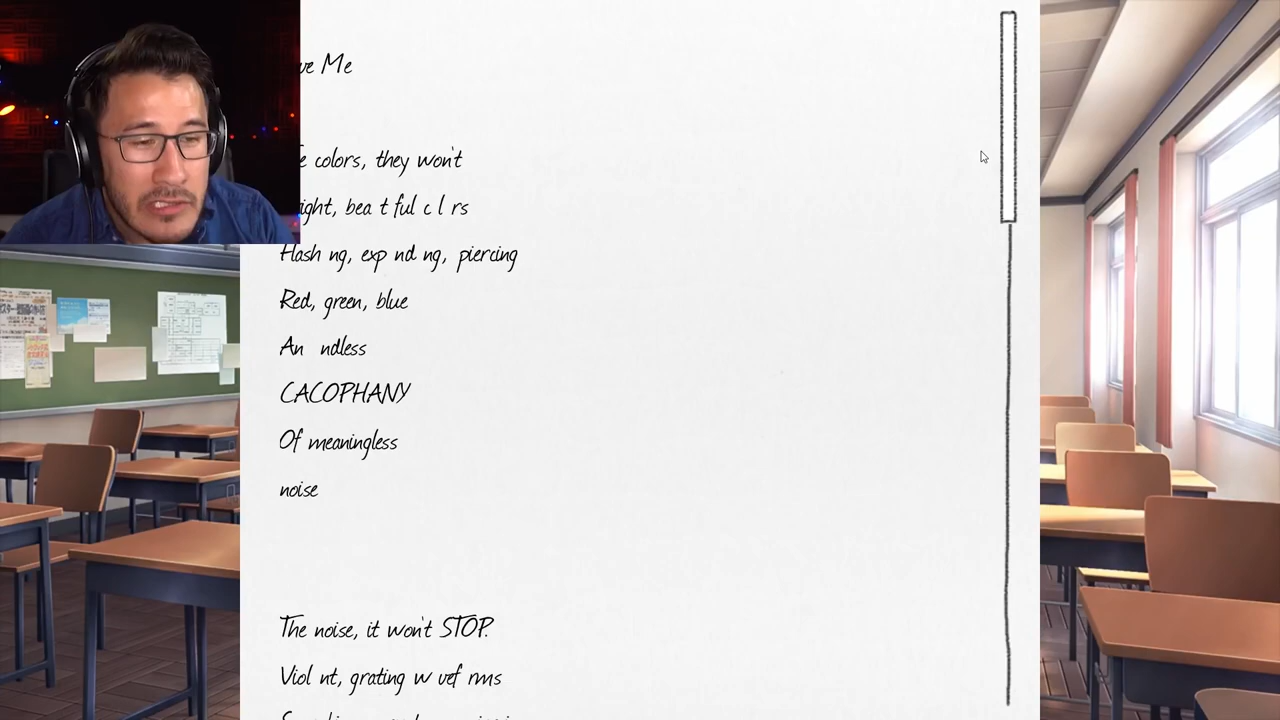 ve Me
e colors, they won't
ight, bea t ful c l rs
Flash ng, exp nd ng, piercing
Red, green, blue
An  ndless
CACOPHANY
Of meaningless
noise
The noise, it won't STOP.
Viol nt, grating w vef rms